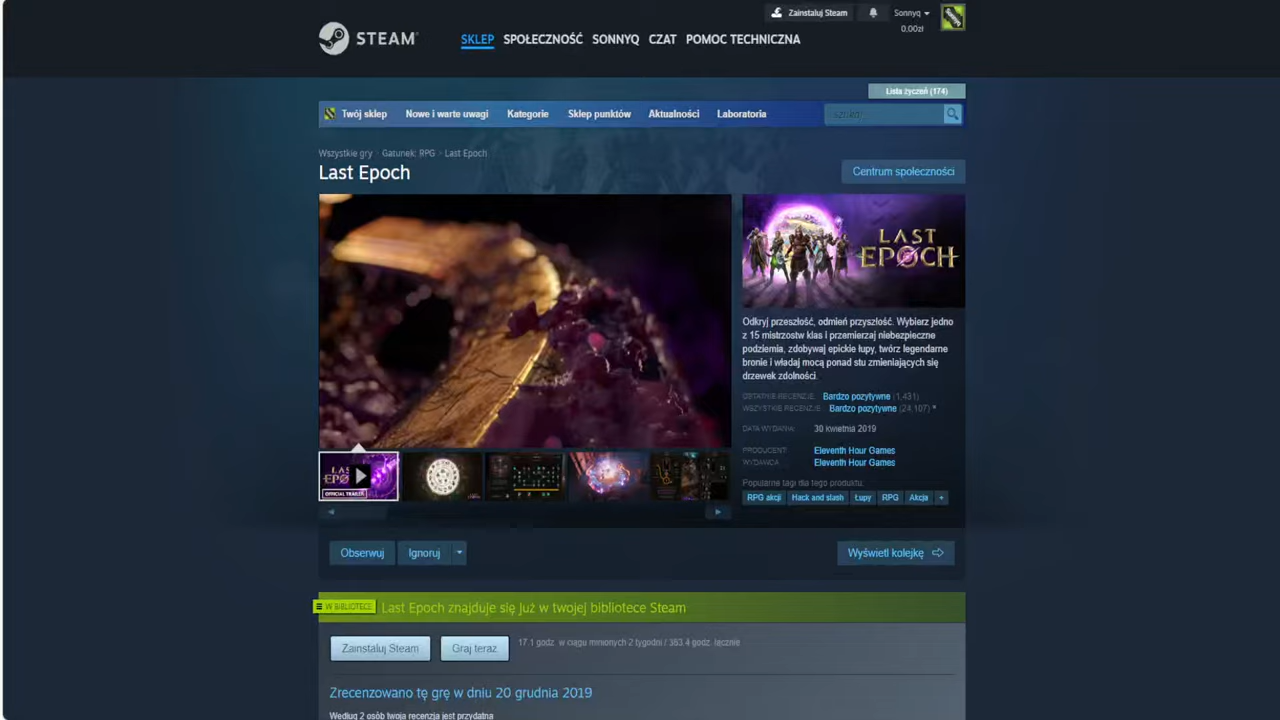 Zainstaluj Steam
Sonnyq
0,00zł
STEAM
SKLEP SPOŁECZNOŚĆ SONNYQ CZAT POMOC TECHNICZNA
Lista życzeń (174)
Twój sklep Nowe i warte uwagi Kategorie Sklep punktów Aktualności Laboratoria szukaj
Wszystkie gry > Gatunek: RPG > Last Epoch
Last Epoch
Centrum społeczności
LAST
EPOCH
Odkryj przeszłość, odmień przyszłość. Wybierz jedno
z 15 mistrzostw klas i przemierzaj niebezpieczne
podziemia, zdobywaj epickie łupy, twórz legendarne
bronie i władaj mocą ponad stu zmieniających się
drzewek zdolności.
OSTATNIE RECENZJE: Bardzo pozytywne (1,431)
WSZYSTKIE RECENZJE: Bardzo pozytywne (24,107) *
DATA WYDANIA: 30 kwietnia 2019
PRODUCENT: Eleventh Hour Games
WYDAWCA: Eleventh Hour Games
Popularne tagi dla tego produktu:
RPG akcji Hack and slash Łupy RPG Akcja +
OFFICIAL TRAILER
Obserwuj Ignoruj Wyświetl kolejkę
W BIBLIOTECE Last Epoch znajduje się już w twojej bibliotece Steam
Zainstaluj Steam Graj teraz 17.1 godz. w ciągu minionych 2 tygodni / 383.4 godz. łącznie
Zrecenzowano tę grę w dniu 20 grudnia 2019
Według 2 osób twoja recenzja jest przydatna